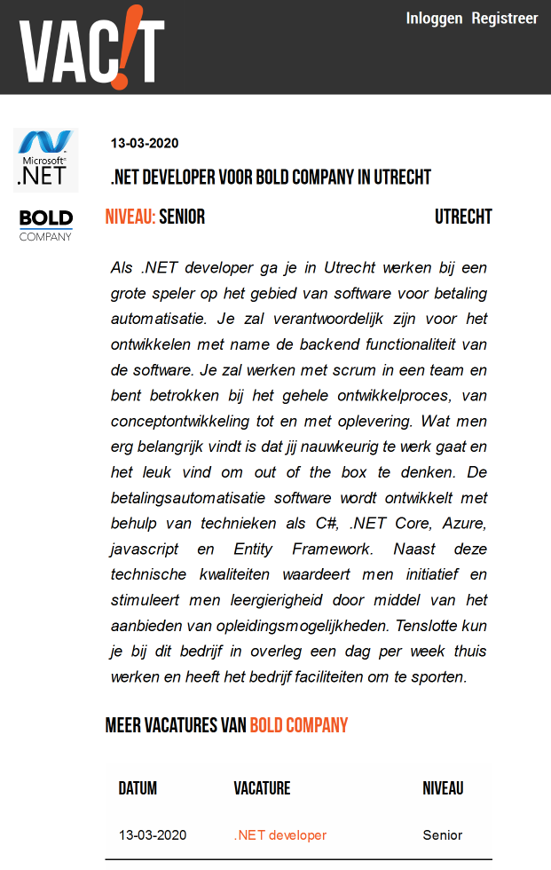 VAC!T
Inloggen Registreer
13-03-2020
Microsoft®
.NET
.NET DEVELOPER VOOR BOLD COMPANY IN UTRECHT
BOLD
COMPANY
NIVEAU: SENIOR UTRECHT
Als .NET developer ga je in Utrecht werken bij een
grote speler op het gebied van software voor betaling
automatisatie. Je zal verantwoordelijk zijn voor het
ontwikkelen met name de backend functionaliteit van
de software. Je zal werken met scrum in een team en
bent betrokken bij het gehele ontwikkelproces, van
conceptontwikkeling tot en met oplevering. Wat men
erg belangrijk vindt is dat jij nauwkeurig te werk gaat en
het leuk vind om out of the box te denken. De
betalingsautomatisatie software wordt ontwikkelt met
behulp van technieken als C#, .NET Core, Azure,
javascript en Entity Framework. Naast deze
technische kwaliteiten waardeert men initiatief en
stimuleert men leergierigheid door middel van het
aanbieden van opleidingsmogelijkheden. Tenslotte kun
je bij dit bedrijf in overleg een dag per week thuis
werken en heeft het bedrijf faciliteiten om te sporten.
MEER VACATURES VAN BOLD COMPANY
DATUM VACATURE NIVEAU
13-03-2020 .NET developer Senior